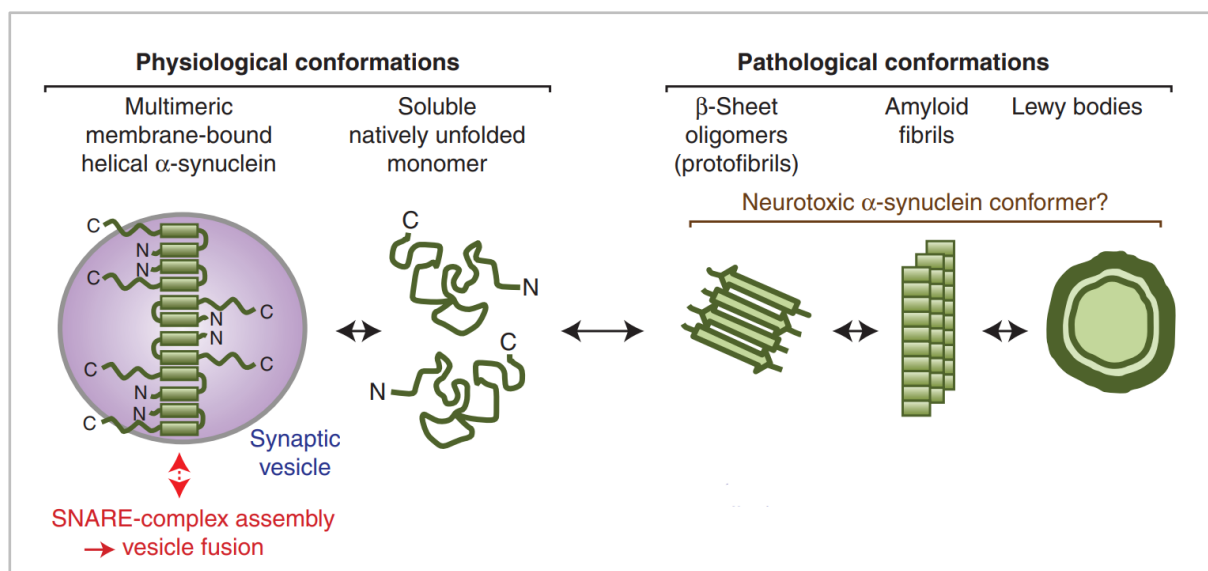 Physiological conformations
Pathological conformations
Multimeric
membrane-bound
helical α-synuclein
Soluble
natively unfolded
monomer
β-Sheet
oligomers
(protofibrils)
Amyloid
fibrils
Lewy bodies
Neurotoxic α-synuclein conformer?
C
N
N
C
C
N
N
C
C
N
N
C
C
N
C
N
Synaptic
vesicle
SNARE-complex assembly
→ vesicle fusion